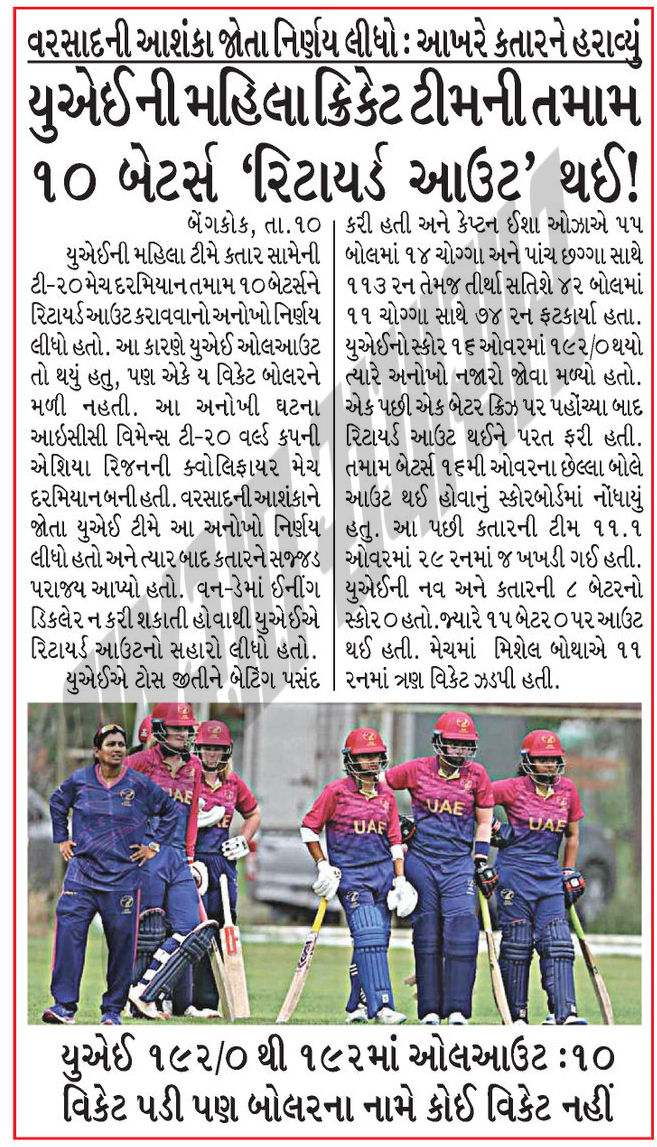 વરસાદની આશંકા જોતા નિર્ણય લીધો : આખરે કતારને હરાવ્યું
યુએઈની મહિલા ક્રિકેટ ટીમની તમામ
૧૦ બેટર્સ ‘રિટાયર્ડ આઉટ’ થઈ!
બેંગકોક, તા.૧૦
યુએઈની મહિલા ટીમે કતાર સામેની
ટી-૨૦ મેચ દરમિયાન તમામ ૧૦ બેટર્સને
રિટાયર્ડ આઉટ કરાવવાનો અનોખો નિર્ણય
લીધો હતો. આ કારણે યુએઈ ઓલઆઉટ
તો થયું હતુ, પણ એકે ય વિકેટ બોલરને
મળી નહતી. આ અનોખી ઘટના
આઇસીસી વિમેન્સ ટી-૨૦ વર્લ્ડ કપની
એશિયા રિજનની ક્વોલિફાયર મેચ
દરમિયાન બની હતી. વરસાદની આશંકાને
જોતા યુએઈ ટીમે આ અનોખો નિર્ણય
લીધો હતો અને ત્યાર બાદ કતારને સજ્જડ
પરાજય આપ્યો હતો. વન-ડેમાં ઈનીંગ
ડિકલેર ન કરી શકાતી હોવાથી યુએઈએ
રિટાયર્ડ આઉટનો સહારો લીધો હતો.
યુએઈએ ટોસ જીતીને બેટિંગ પસંદ
કરી હતી અને કેપ્ટન ઈશા ઓઝાએ ૫૫
બોલમાં ૧૪ ચોગ્ગા અને પાંચ છગ્ગા સાથે
૧૧૩ રન તેમજ તીર્થા સતિશે ૪૨ બોલમાં
૧૧ ચોગ્ગા સાથે ૭૪ રન ફટકાર્યા હતા.
યુએઈનો સ્કોર ૧૬ ઓવરમાં ૧૯૨/૦ થયો
ત્યારે અનોખો નજારો જોવા મળ્યો હતો.
એક પછી એક બેટર ક્રિઝ પર પહોંચ્યા બાદ
રિટાયર્ડ આઉટ થઈને પરત ફરી હતી.
તમામ બેટર્સ ૧૬મી ઓવરના છેલ્લા બોલે
આઉટ થઈ હોવાનું સ્કોરબોર્ડમાં નોંધાયું
હતુ. આ પછી કતારની ટીમ ૧૧.૧
ઓવરમાં ૨૯ રનમાં જ ખખડી ગઈ હતી.
યુએઈની નવ અને કતારની ૮ બેટરનો
સ્કોર ૦ હતો. જ્યારે ૧૫ બેટર ૦ પર આઉટ
થઈ હતી. મેચમાં મિશેલ બોથાએ ૧૧
રનમાં ત્રણ વિકેટ ઝડપી હતી.
UAE
UAE
UAE
યુએઈ ૧૯૨/૦ થી ૧૯૨માં ઓલઆઉટ : ૧૦
વિકેટ પડી પણ બોલરના નામે કોઈ વિકેટ નહીં